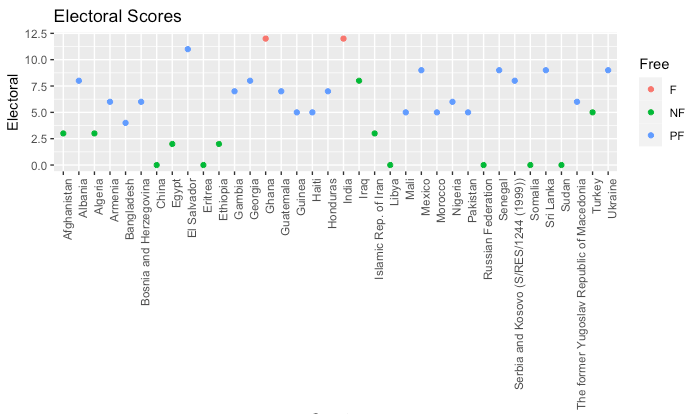 Electoral Scores
Electoral
12.5
10.0
7.5
5.0
2.5
0.0
Afghanistan
Albania
Algeria
Armenia
Bangladesh
Bosnia and Herzegovina
China
Egypt
El Salvador
Eritrea
Ethiopia
Gambia
Georgia
Ghana
Guatemala
Guinea
Haiti
Honduras
India
Iraq
Islamic Rep. of Iran
Libya
Mali
Mexico
Morocco
Nigeria
Pakistan
Russian Federation
Senegal
Serbia and Kosovo (S/RES/1244 (1999))
Somalia
Sri Lanka
Sudan
The former Yugoslav Republic of Macedonia
Turkey
Ukraine
Free
F
NF
PF